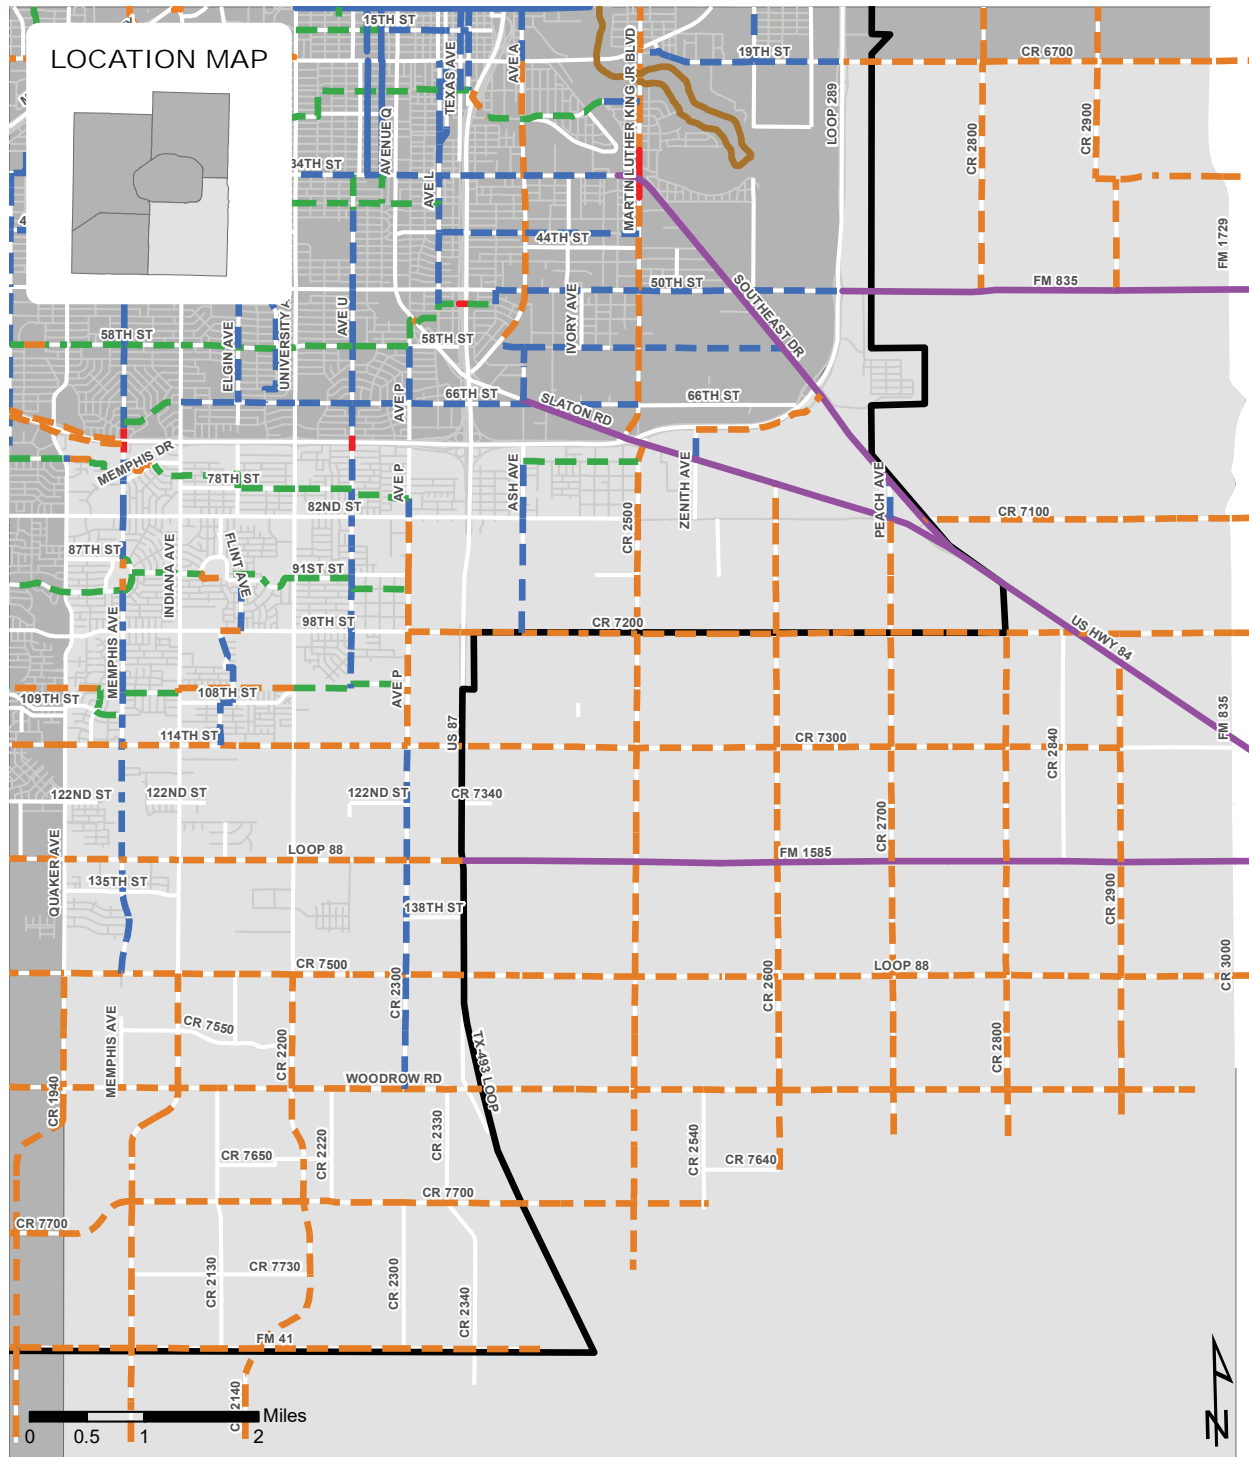 LOCATION MAP
15TH ST
TEXAS AVE
AVE A
MARTIN LUTHER KING JR BLVD
19TH ST
LOOP 289
CR 6700
CR 2800
CR 2900
FM 1729
AVENUE Q
34TH ST
AVE L
44TH ST
50TH ST
SOUTHEAST DR
FM 835
IVORY AVE
AVE U
58TH ST
58TH ST
ELGIN AVE
UNIVERSITY A
AVE P
66TH ST
66TH ST
SLATON RD
MEMPHIS DR
78TH ST
82ND ST
AVE P
ASH AVE
CR 2500
ZENITH AVE
PEACH AVE
CR 7100
87TH ST
INDIANA AVE
FLINT AVE
91ST ST
98TH ST
CR 7200
US HWY 84
MEMPHIS AVE
109TH ST
108TH ST
AVE P
114TH ST
US 87
CR 7300
CR 2840
FM 835
122ND ST
122ND ST
122ND ST
CR 7340
QUAKER AVE
LOOP 88
FM 1585
CR 2700
135TH ST
138TH ST
CR 2900
CR 7500
CR 2300
CR 2600
LOOP 88
CR 3000
MEMPHIS AVE
CR 7550
CR 2200
TX-493 LOOP
CR 2800
CR 1940
WOODROW RD
CR 7650
CR 2220
CR 2330
CR 2540
CR 7640
CR 7700
CR 7700
CR 2130
CR 7730
CR 2300
CR 2340
FM 41
2140
Miles
0 0.5 1 2
N